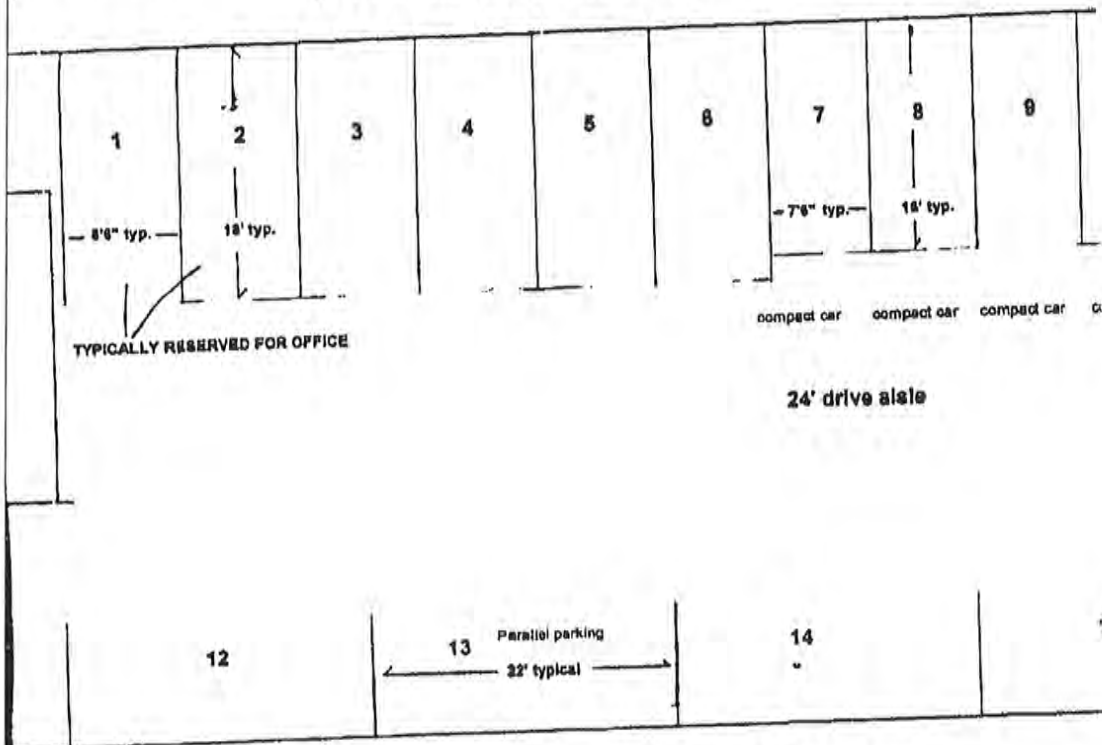 1
2
3
4
5
6
7
8
9
8'6" typ.
18' typ.
7'6" typ.
16' typ.
compact car
compact car
compact car
TYPICALLY RESERVED FOR OFFICE
24' drive aisle
12
13
Parallel parking
22' typical
14